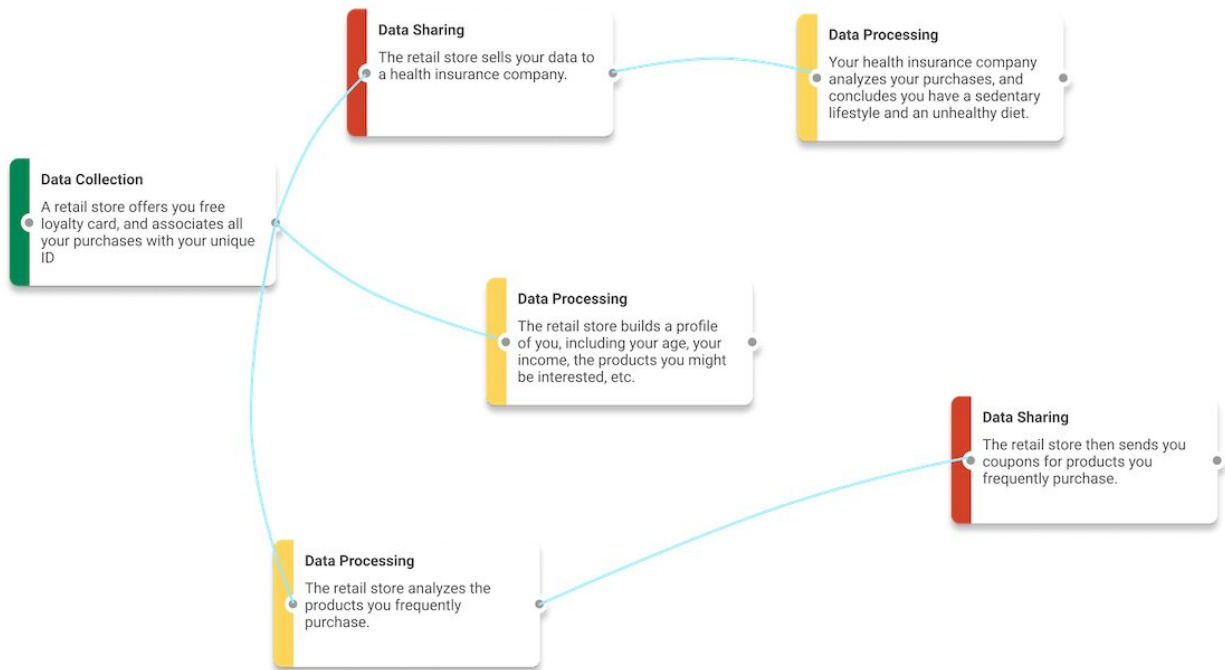 Data Sharing
The retail store sells your data to
a health insurance company.
Data Processing
Your health insurance company
analyzes your purchases, and
concludes you have a sedentary
lifestyle and an unhealthy diet.
Data Collection
A retail store offers you free
loyalty card, and associates all
your purchases with your unique
ID
Data Processing
The retail store builds a profile
of you, including your age, your
income, the products you might
be interested, etc.
Data Sharing
The retail store then sends you
coupons for products you
frequently purchase.
Data Processing
The retail store analyzes the
products you frequently
purchase.